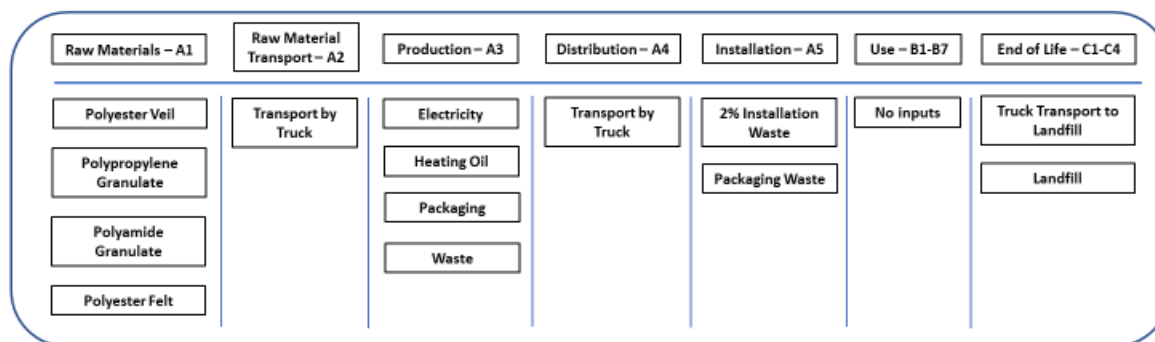 Raw Materials – A1
Raw Material
Transport – A2
Production – A3
Distribution – A4
Installation – A5
Use – B1-B7
End of Life – C1-C4
Polyester Veil
Polypropylene
Granulate
Polyamide
Granulate
Polyester Felt
Transport by
Truck
Electricity
Heating Oil
Packaging
Waste
Transport by
Truck
2% Installation
Waste
Packaging Waste
No inputs
Truck Transport to
Landfill
Landfill